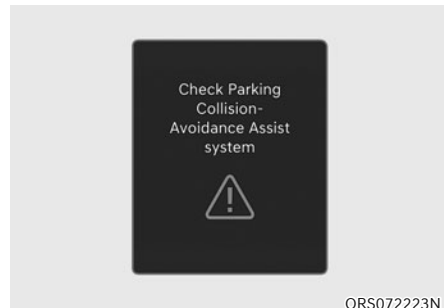 Check Parking
Collision-
Avoidance Assist
system
ORS072223N